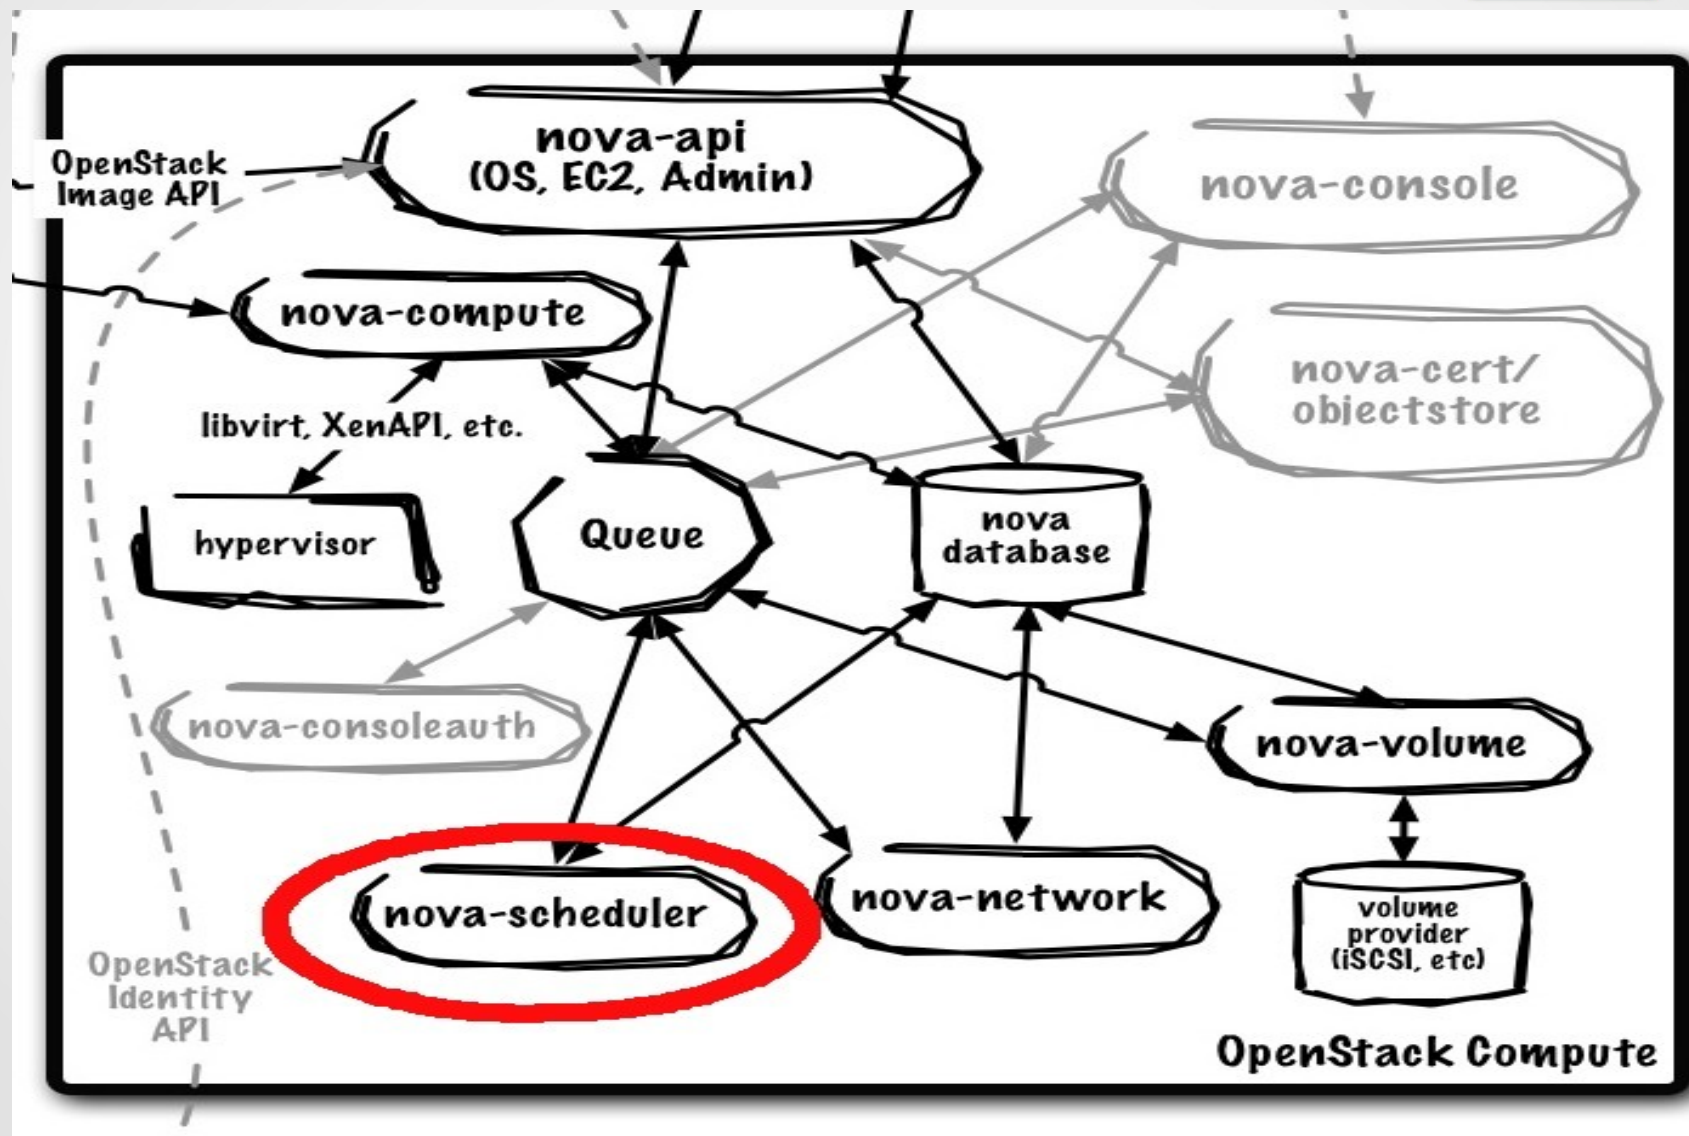 nova-api
(OS, EC2, Admin)
OpenStack
Image API
nova-console
nova-compute
nova-cert/
objectstore
libvirt, XenAPI, etc.
hypervisor
Queue
nova
database
nova-consoleauth
nova-volume
nova-scheduler
nova-network
volume
provider
(iSCSI, etc)
OpenStack
Identity
API
OpenStack Compute